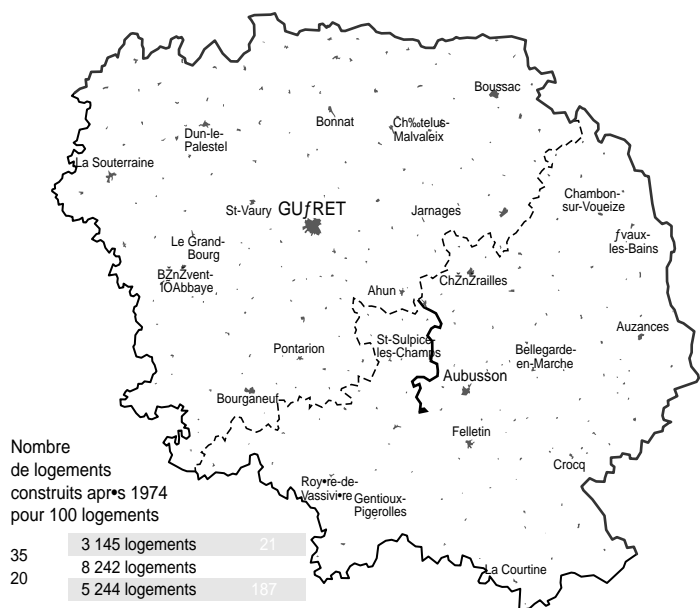 Boussac
Bonnat
Ch‰telus-
Malvaleix
Dun-le-
Palestel
La Souterraine
Chambon-
sur-Voueize
St-Vaury
GUƒRET
Jarnages
ƒvaux-
les-Bains
Le Grand-
Bourg
BŽnŽvent-
lÕAbbaye
ChŽnŽrailles
Ahun
Auzances
St-Sulpice-
les-Champs
Pontarion
Bellegarde-
en-Marche
Aubusson
Bourganeuf
Felletin
Crocq
Nombre
de logements
construits apr•s 1974
pour 100 logements
Roy•re-de-
Vassivi•re
Gentioux-
Pigerolles
La Courtine
35
20
3 145 logements 21
8 242 logements
5 244 logements 187